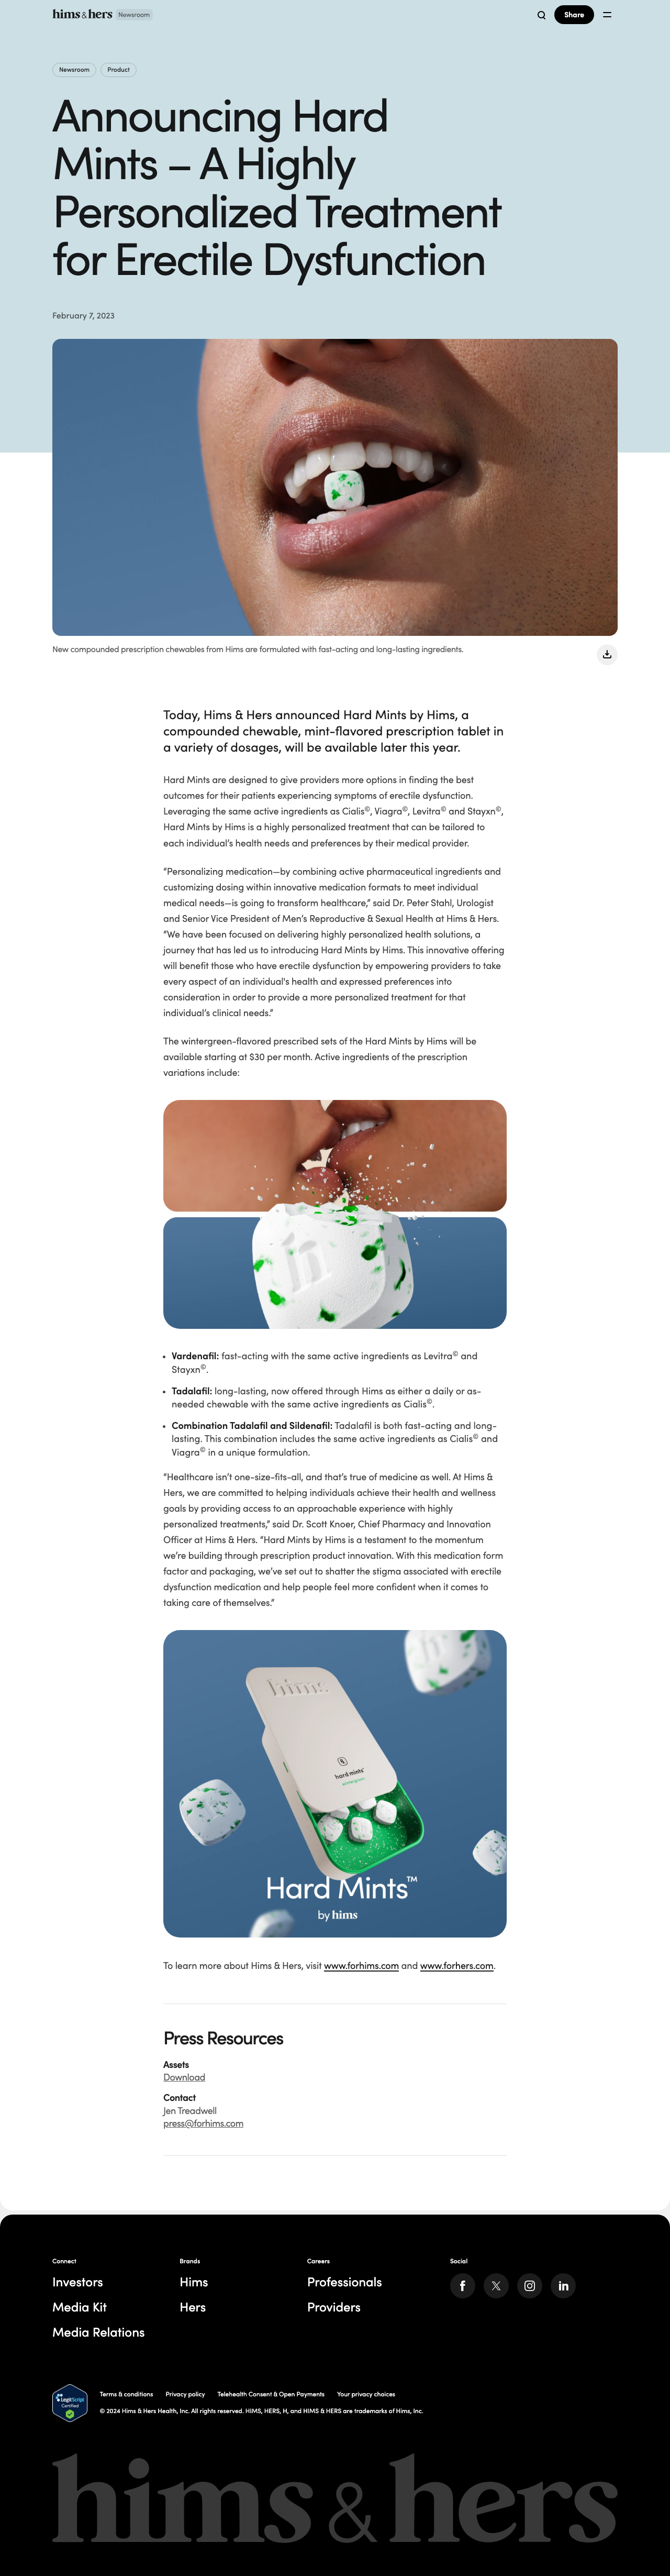 hims & hers Newsroom
Share
Newsroom
Product
Announcing Hard
Mints – A Highly
Personalized Treatment
for Erectile Dysfunction
February 7, 2023
New compounded prescription chewables from Hims are formulated with fast-acting and long-lasting ingredients.
Today, Hims & Hers announced Hard Mints by Hims, a
compounded chewable, mint-flavored prescription tablet in
a variety of dosages, will be available later this year.
Hard Mints are designed to give providers more options in finding the best
outcomes for their patients experiencing symptoms of erectile dysfunction.
Leveraging the same active ingredients as Cialis©, Viagra©, Levitra© and Stayxn©,
Hard Mints by Hims is a highly personalized treatment that can be tailored to
each individual’s health needs and preferences by their medical provider.
“Personalizing medication—by combining active pharmaceutical ingredients and
customizing dosing within innovative medication formats to meet individual
medical needs—is going to transform healthcare,” said Dr. Peter Stahl, Urologist
and Senior Vice President of Men’s Reproductive & Sexual Health at Hims & Hers.
“We have been focused on delivering highly personalized health solutions, a
journey that has led us to introducing Hard Mints by Hims. This innovative offering
will benefit those who have erectile dysfunction by empowering providers to take
every aspect of an individual's health and expressed preferences into
consideration in order to provide a more personalized treatment for that
individual’s clinical needs.”
The wintergreen-flavored prescribed sets of the Hard Mints by Hims will be
available starting at $30 per month. Active ingredients of the prescription
variations include:
h
• Vardenafil: fast-acting with the same active ingredients as Levitra© and
Stayxn©.
• Tadalafil: long-lasting, now offered through Hims as either a daily or as-
needed chewable with the same active ingredients as Cialis©.
• Combination Tadalafil and Sildenafil: Tadalafil is both fast-acting and long-
lasting. This combination includes the same active ingredients as Cialis© and
Viagra© in a unique formulation.
“Healthcare isn’t one-size-fits-all, and that’s true of medicine as well. At Hims &
Hers, we are committed to helping individuals achieve their health and wellness
goals by providing access to an approachable experience with highly
personalized treatments,” said Dr. Scott Knoer, Chief Pharmacy and Innovation
Officer at Hims & Hers. “Hard Mints by Hims is a testament to the momentum
we’re building through prescription product innovation. With this medication form
factor and packaging, we’ve set out to shatter the stigma associated with erectile
dysfunction medication and help people feel more confident when it comes to
taking care of themselves.”
hims
hard mints™
wintergreen
Hard Mints™
by hims
To learn more about Hims & Hers, visit www.forhims.com and www.forhers.com.
Press Resources
Assets
Download
Contact
Jen Treadwell
press@forhims.com
Connect
Investors
Media Kit
Media Relations
Brands
Hims
Hers
Careers
Professionals
Providers
Social
LegitScript
Certified
Terms & conditions
Privacy policy
Telehealth Consent & Open Payments
Your privacy choices
© 2024 Hims & Hers Health, Inc. All rights reserved. HIMS, HERS, H, and HIMS & HERS are trademarks of Hims, Inc.
hims & hers